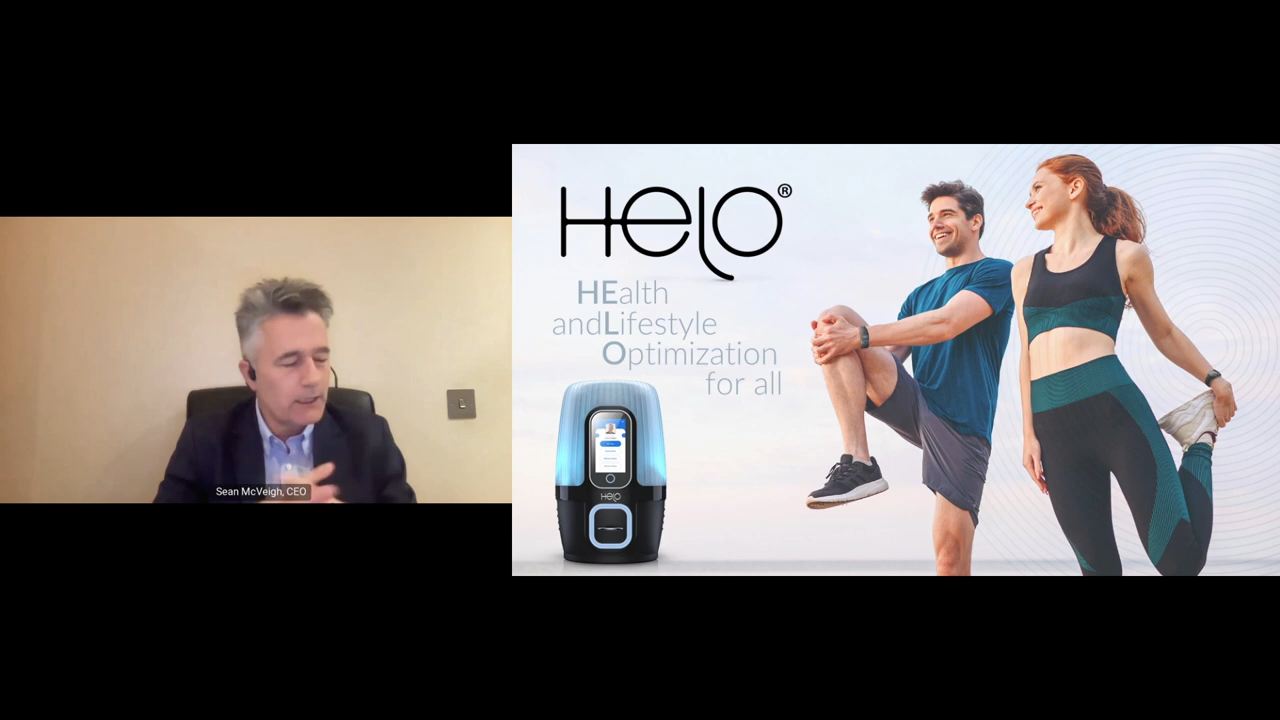 Sean McVeigh, CEO
Helo®
HEalth
andLifestyle
Optimization
for all
Helo